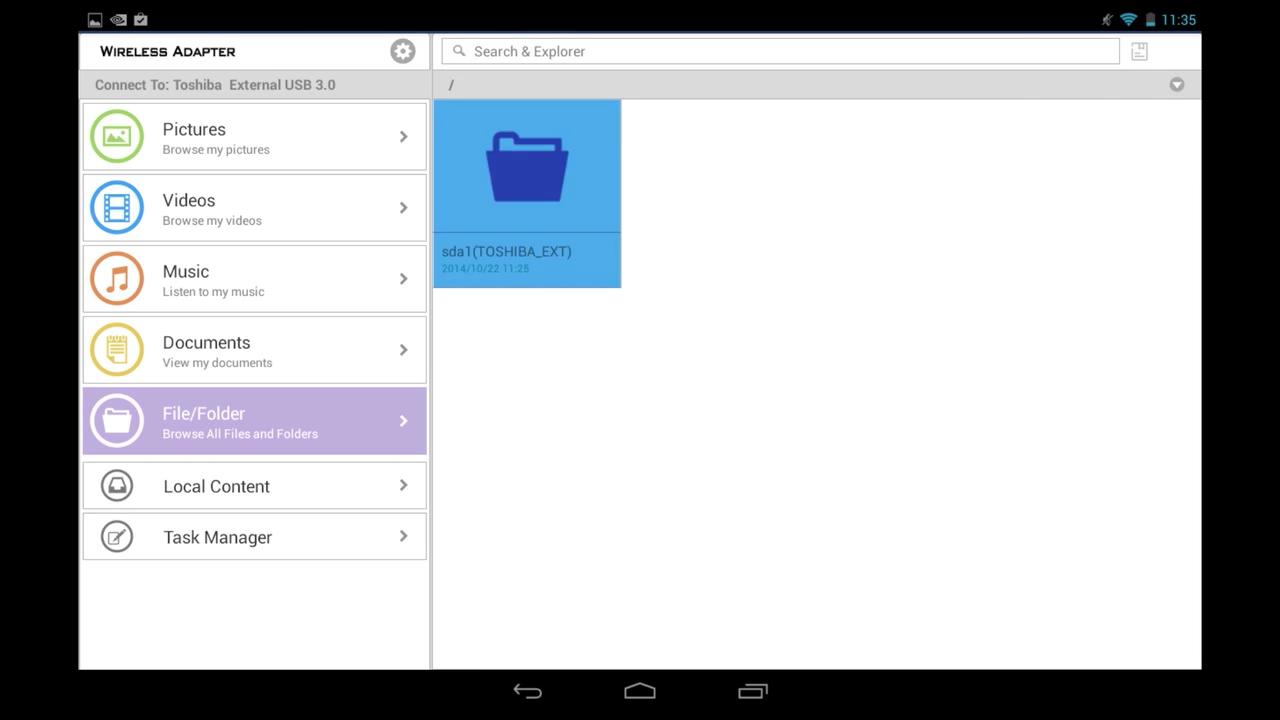 11:35
WIRELESS ADAPTER
Search & Explorer
Connect To: Toshiba External USB 3.0
/
Pictures
Browse my pictures
Videos
Browse my videos
Music
Listen to my music
Documents
View my documents
File/Folder
Browse All Files and Folders
Local Content
Task Manager
sda1(TOSHIBA_EXT)
2014/10/22 11:25